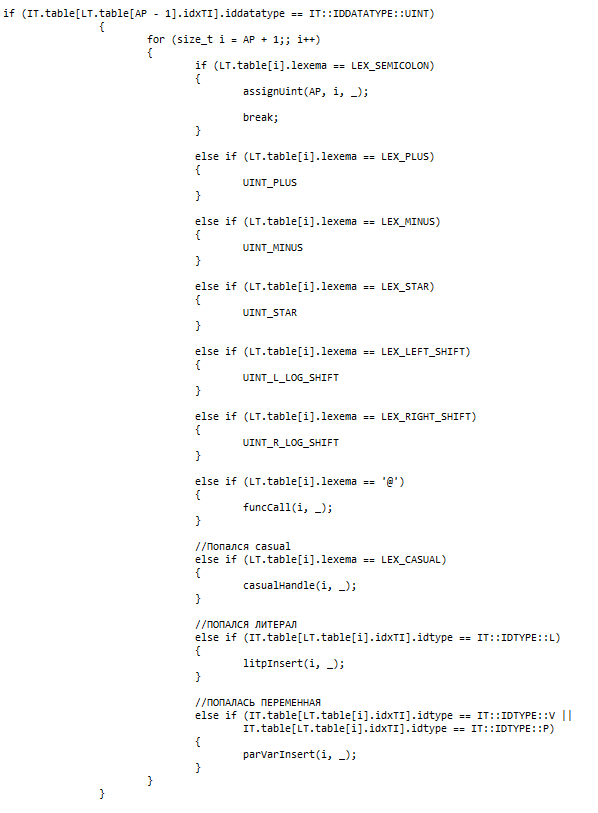 if (IT.table[LT.table[AP - 1].idxTI].iddatatype == IT::IDDATATYPE::UINT)
{
for (size_t i = AP + 1;; i++)
{
if (LT.table[i].lexema == LEX_SEMICOLON)
{
assignUint(AP, i, _);
break;
}
else if (LT.table[i].lexema == LEX_PLUS)
{
UINT_PLUS
}
else if (LT.table[i].lexema == LEX_MINUS)
{
UINT_MINUS
}
else if (LT.table[i].lexema == LEX_STAR)
{
UINT_STAR
}
else if (LT.table[i].lexema == LEX_LEFT_SHIFT)
{
UINT_L_LOG_SHIFT
}
else if (LT.table[i].lexema == LEX_RIGHT_SHIFT)
{
UINT_R_LOG_SHIFT
}
else if (LT.table[i].lexema == '@')
{
funcCall(i, _);
}
//Попался casual
else if (LT.table[i].lexema == LEX_CASUAL)
{
casualHandle(i, _);
}
//ПОПАЛСЯ ЛИТЕРАЛ
else if (IT.table[LT.table[i].idxTI].idtype == IT::IDTYPE::L)
{
litpInsert(i, _);
}
//ПОПАЛАСЬ ПЕРЕМЕННАЯ
else if (IT.table[LT.table[i].idxTI].idtype == IT::IDTYPE::V ||
IT.table[LT.table[i].idxTI].idtype == IT::IDTYPE::P)
{
parVarInsert(i, _);
}
}
}